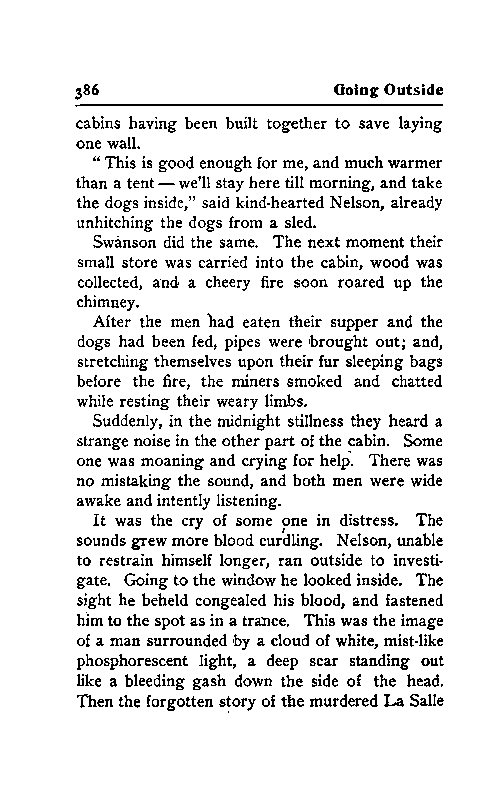 386 Going Outside
cabins having been built together to save laying
one wall.
“ This is good enough for me, and much warmer
than a tent — we'll stay here till morning, and take
the dogs inside,” said kind-hearted Nelson, already
unhitching the dogs from a sled.
Swanson did the same. The next moment their
small store was carried into the cabin, wood was
collected, and a cheery fire soon roared up the
chimney.
After the men had eaten their supper and the
dogs had been fed, pipes were brought out; and,
stretching themselves upon their fur sleeping bags
before the fire, the miners smoked and chatted
while resting their weary limbs.
Suddenly, in the midnight stillness they heard a
strange noise in the other part of the cabin. Some
one was moaning and crying for help. There was
no mistaking the sound, and both men were wide
awake and intently listening.
It was the cry of some one in distress. The
sounds grew more blood curdling. Nelson, unable
to restrain himself longer, ran outside to investi-
gate. Going to the window he looked inside. The
sight he beheld congealed his blood, and fastened
him to the spot as in a trance. This was the image
of a man surrounded by a cloud of white, mist-like
phosphorescent light, a deep scar standing out
like a bleeding gash down the side of the head.
Then the forgotten story of the murdered La Salle